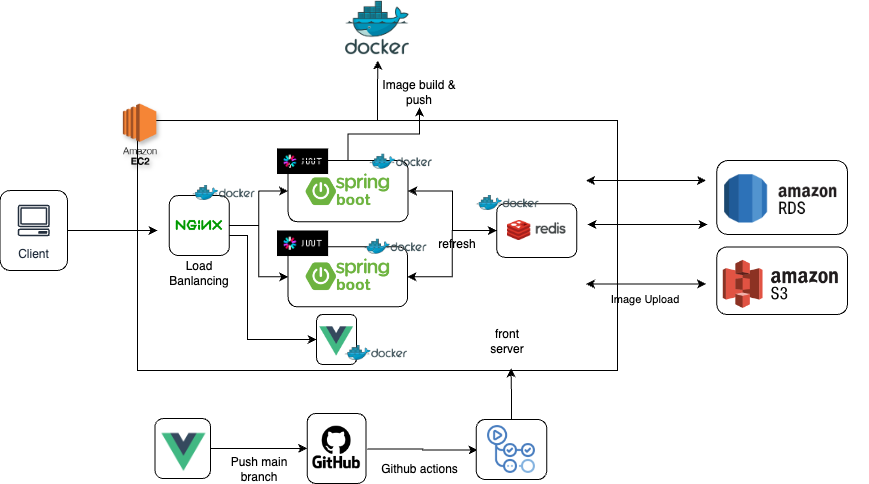 docker
Image build &
push
Amazon
EC2
JWT
docker
spring
boot
docker
NGINX
Load
Banlancing
JWT
docker
spring
boot
docker
redis
refresh
docker
front
server
Client
amazon
RDS
amazon
S3
Image Upload
Push main
branch
GitHub
Github actions